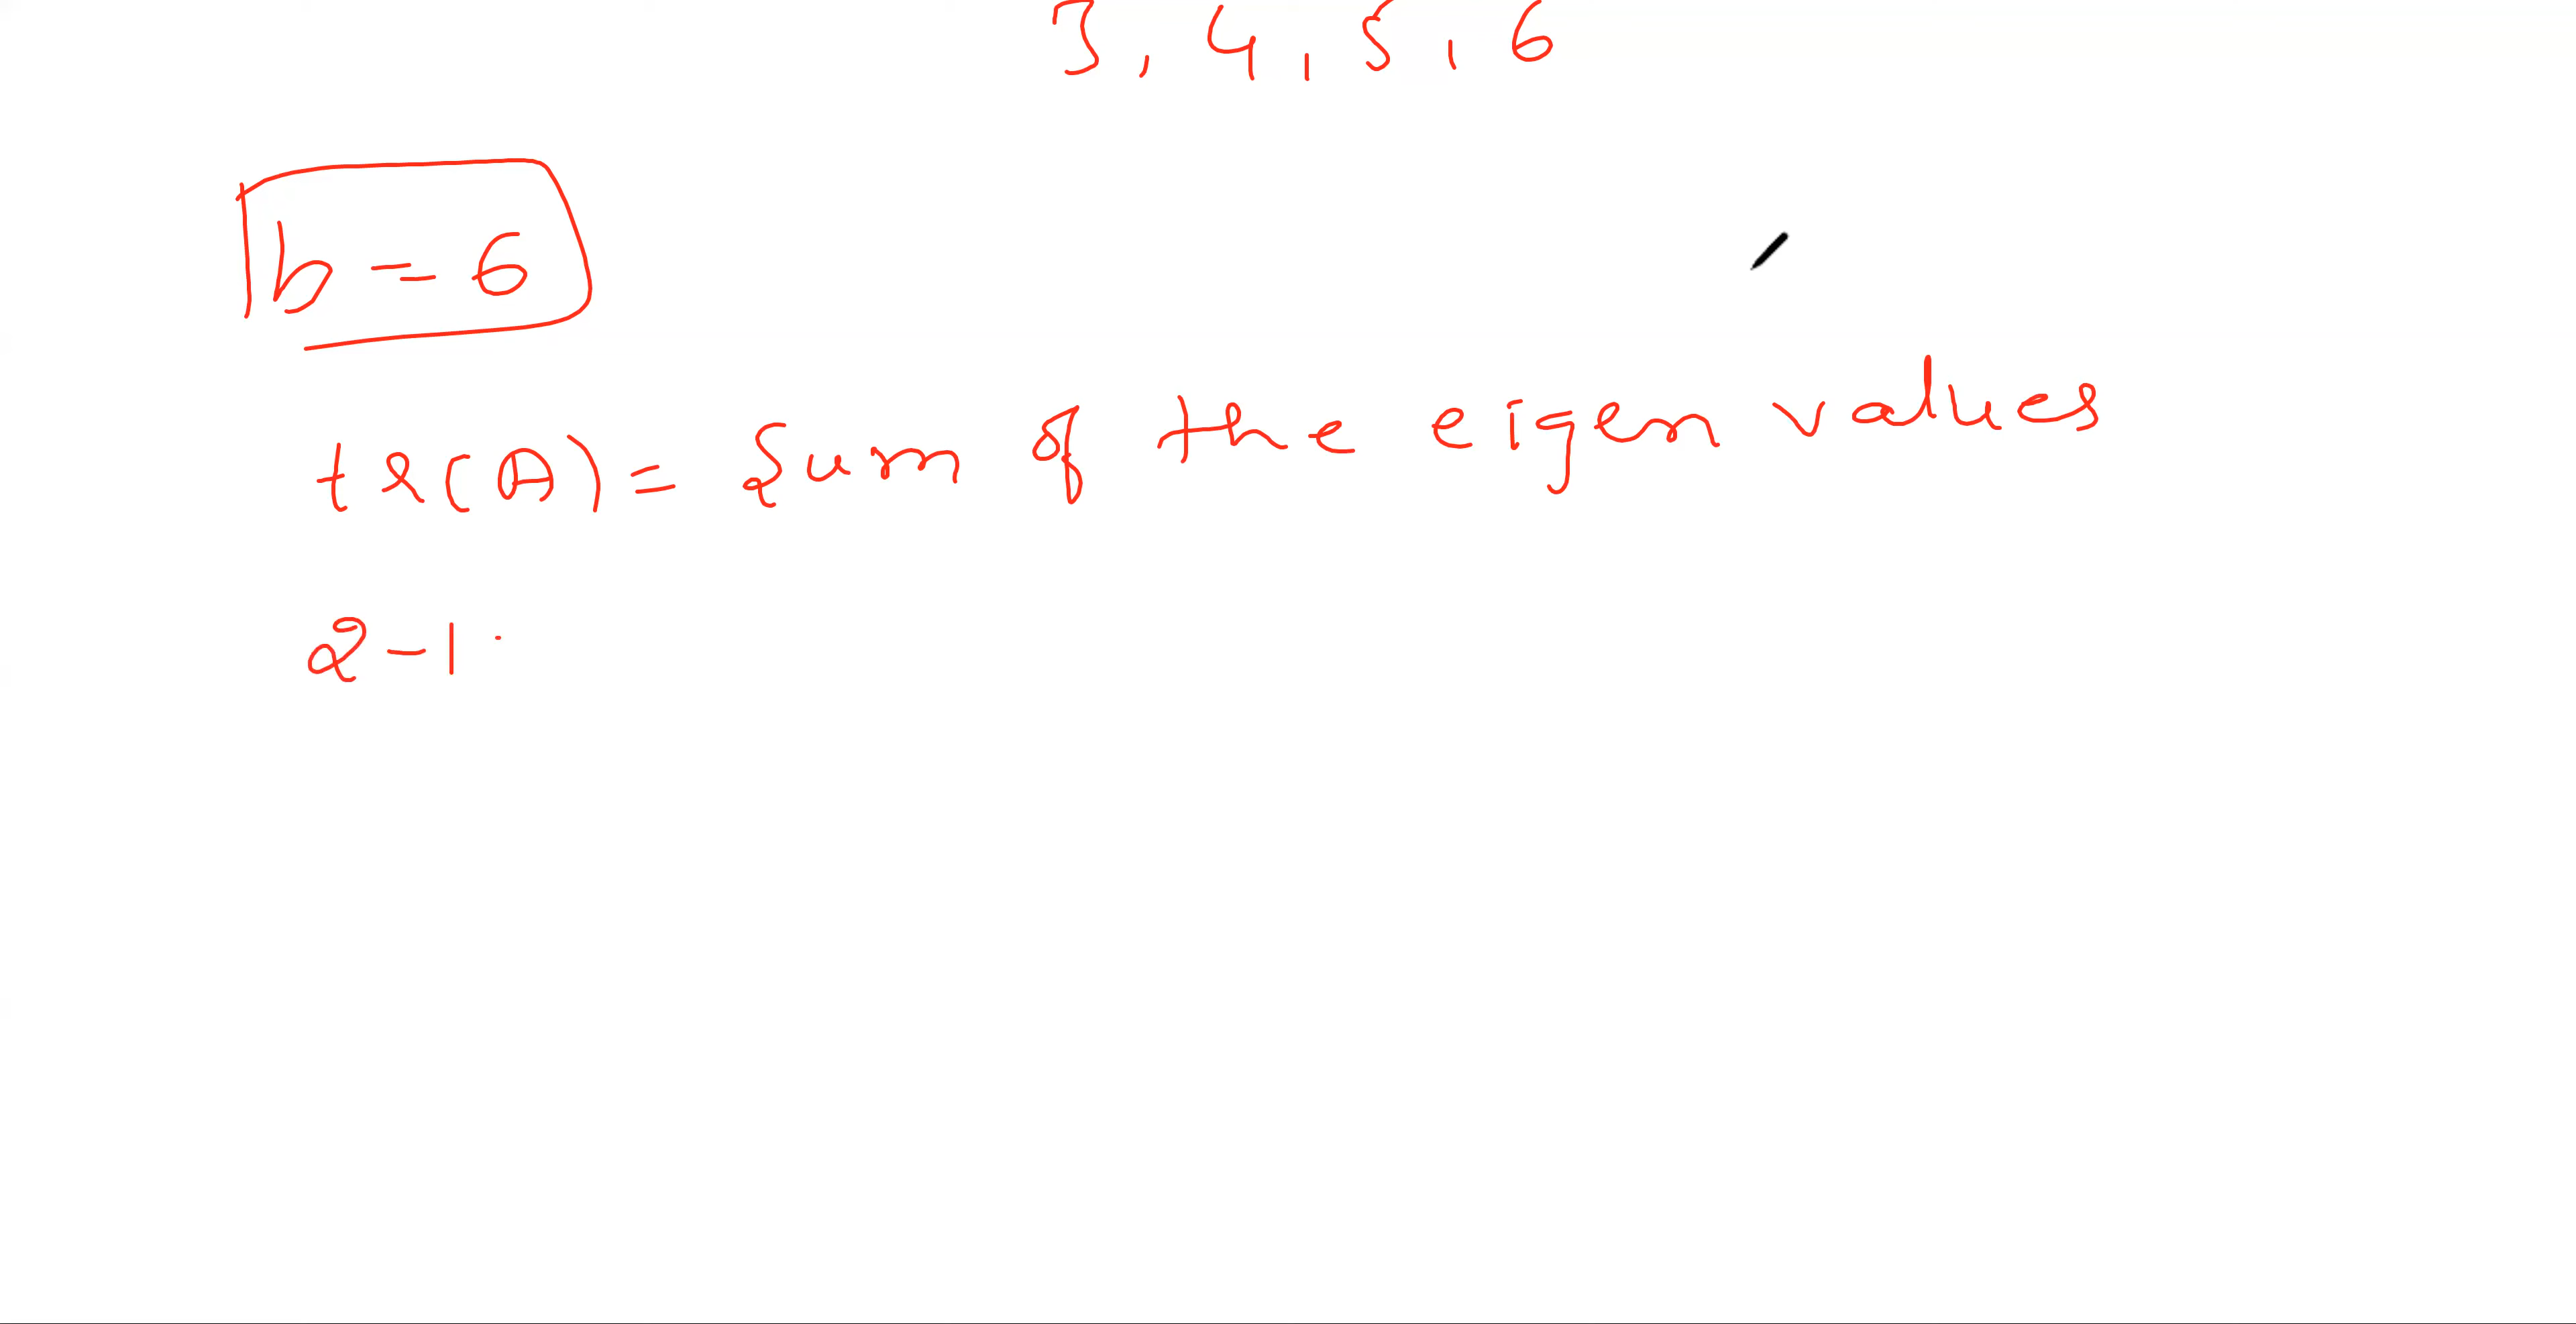 3, 4, 5, 6
b = 6
tr(A) = Sum of the eigen values
2-1.